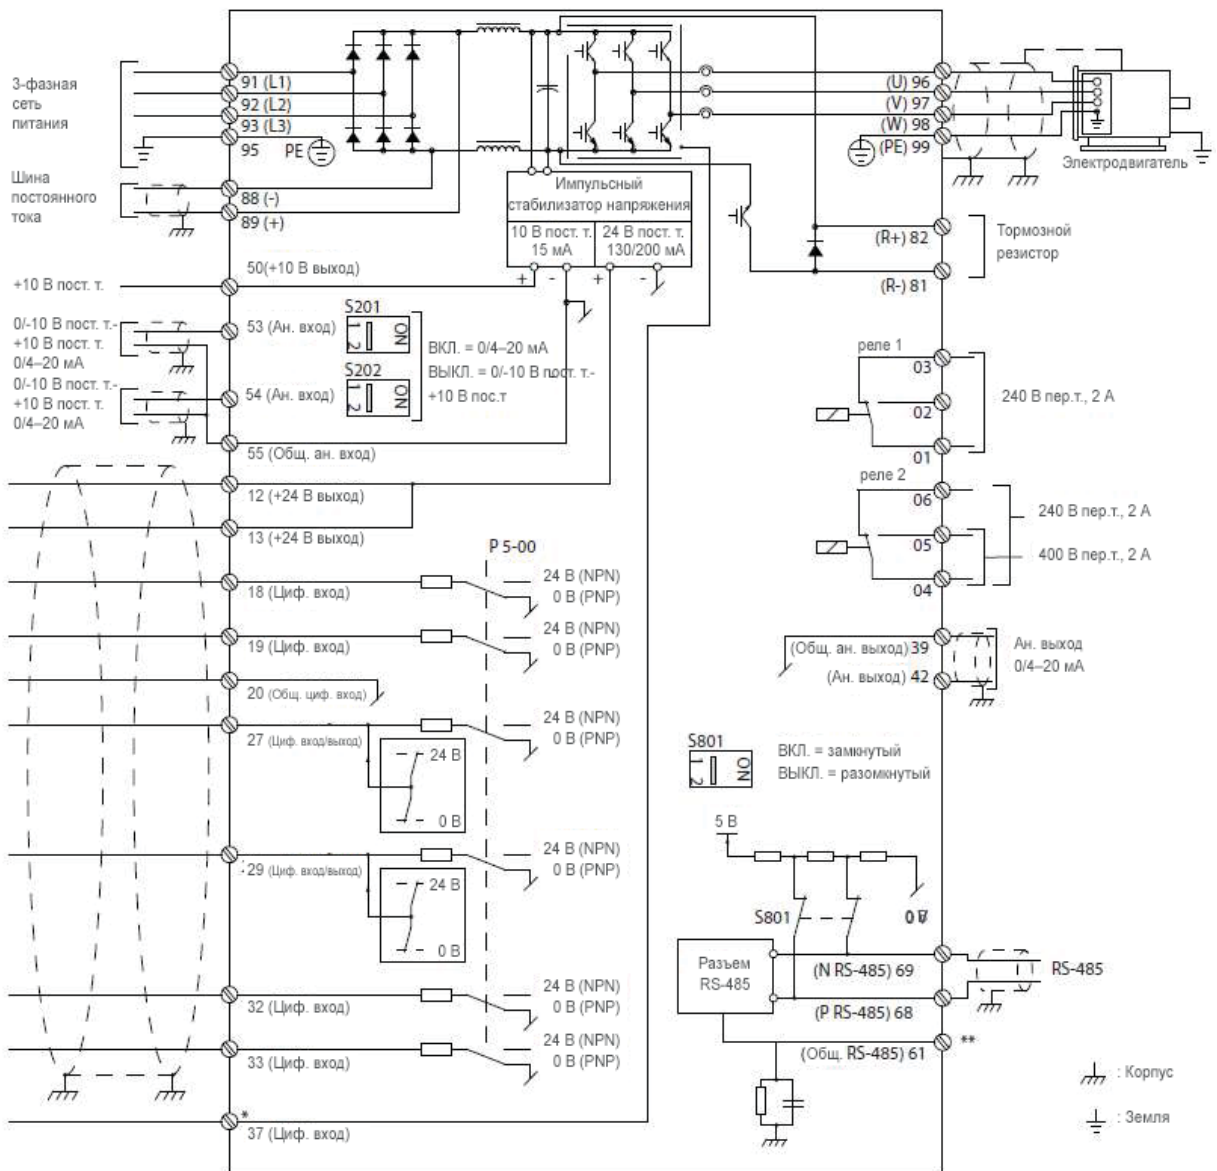 3-фазная
сеть
питания
91 (L1)
92 (L2)
93 (L3)
95
PE
Шина
постоянного
тока
88 (-)
89 (+)
Импульсный
стабилизатор напряжения
10 В пост. т.
15 мА
24 В пост. т.
130/200 мА
+ - + -
(U) 96
(V) 97
(W) 98
(PE) 99
Электродвигатель
(R+) 82
(R-) 81
Тормозной
резистор
+10 В пост. т.
50(+10 В выход)
0/-10 В пост. т.-
+10 В пост. т.
0/4–20 мА
53 (Ан. вход)
S201
1 2
ON
0/-10 В пост. т.-
+10 В пост. т.
0/4–20 мА
54 (Ан. вход)
S202
1 2
ON
ВКЛ. = 0/4–20 мА
ВЫКЛ. = 0/-10 В пост. т.-
+10 В пос.т
55 (Общ. ан. вход)
12 (+24 В выход)
13 (+24 В выход)
реле 1
03
02
01
240 В пер.т., 2 А
реле 2
06
05
04
240 В пер.т., 2 А
400 В пер.т., 2 А
P 5-00
18 (Циф. вход)
24 В (NPN)
0 В (PNP)
19 (Циф. вход)
24 В (NPN)
0 В (PNP)
20 (Общ. циф. вход)
27 (Циф. вход/выход)
24 В (NPN)
0 В (PNP)
24 В
0 В
29 (Циф. вход/выход)
24 В (NPN)
0 В (PNP)
24 В
0 В
32 (Циф. вход)
24 В (NPN)
0 В (PNP)
33 (Циф. вход)
24 В (NPN)
0 В (PNP)
*
37 (Циф. вход)
(Общ. ан. выход) 39
(Ан. выход) 42
Ан. выход
0/4–20 мА
S801
1 2
ON
ВКЛ. = замкнутый
ВЫКЛ. = разомкнутый
5 В
S801
0 В
Разъем
RS-485
(N RS-485) 69
(P RS-485) 68
(Общ. RS-485) 61
**
RS-485
: Корпус
: Земля